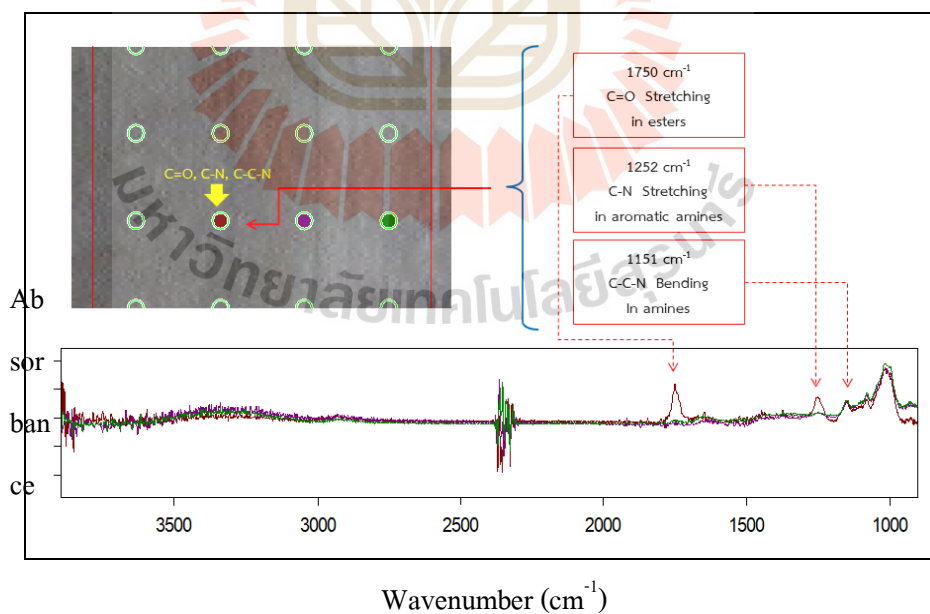 1750 cm-1
C=O Stretching
in esters
1252 cm-1
C-N Stretching
in aromatic amines
1151 cm-1
C-C-N Bending
In amines
C=O, C-N, C-C-N
มหาวิทยาลัยเทคโนโลยีสุรนารี
Ab
sor
ban
ce
3500 3000 2500 2000 1500 1000
Wavenumber (cm-1)